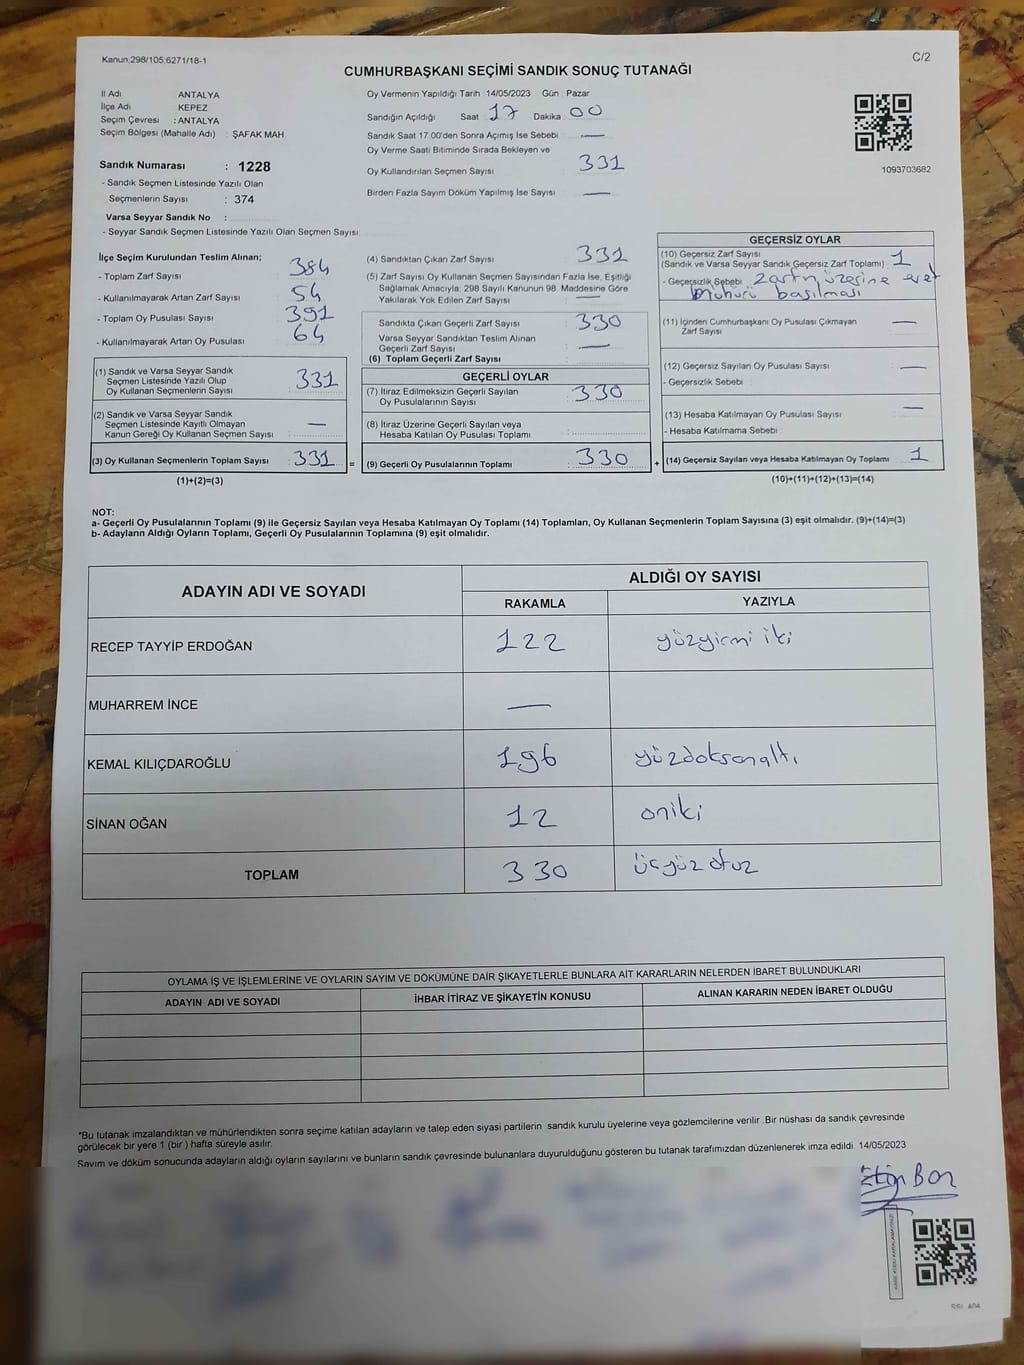 Kanun;298/105;6271/18-1
C/2
CUMHURBAŞKANI SEÇİMİ SANDIK SONUÇ TUTANAĞI
İl Adı ANTALYA
İlçe Adı KEPEZ
Seçim Çevresi : ANTALYA
Seçim Bölgesi (Mahalle Adı) : ŞAFAK MAH.
Sandık Numarası : 1228
- Sandık Seçmen Listesinde Yazılı Olan
Seçmenlerin Sayısı : 374
Varsa Seyyar Sandık No :
- Seyyar Sandık Seçmen Listesinde Yazılı Olan Seçmen Sayısı:
Oy Vermenin Yapıldığı Tarih : 14/05/2023 Gün : Pazar
Sandığın Açıldığı Saat 17 Dakika 00
Sandık Saat 17:00'den Sonra Açımış İse Sebebi —
Oy Verme Saati Bitiminde Sırada Bekleyen ve
Oy Kullandırılan Seçmen Sayısı : 331
Birden Fazla Sayım Döküm Yapılmış İse Sayısı : —
1093703682
İlçe Seçim Kurulundan Teslim Alınan;
- Toplam Zarf Sayısı : 384
- Kullanılmayarak Artan Zarf Sayısı : 54
- Toplam Oy Pusulası Sayısı : 391
- Kullanılmayarak Artan Oy Pusulası : 64
(1) Sandık ve Varsa Seyyar Sandık
Seçmen Listesinde Yazılı Olup
Oy Kullanan Seçmenlerin Sayısı : 331
(2) Sandık ve Varsa Seyyar Sandık
Seçmen Listesinde Kayıtlı Olmayan
Kanun Gereği Oy Kullanan Seçmen Sayısı : —
(3) Oy Kullanan Seçmenlerin Toplam Sayısı : 331 =
(1)+(2)=(3)
(4) Sandıktan Çıkan Zarf Sayısı : 331
(5) Zarf Sayısı Oy Kullanan Seçmen Sayısından Fazla İse, Eşitliği
Sağlamak Amacıyla; 298 Sayılı Kanunun 98. Maddesine Göre
Yakılarak Yok Edilen Zarf Sayısı : —
Sandıkta Çıkan Geçerli Zarf Sayısı : 330
Varsa Seyyar Sandıktan Teslim Alınan
Geçerli Zarf Sayısı : —
(6) Toplam Geçerli Zarf Sayısı :
GEÇERLİ OYLAR
(7) İtiraz Edilmeksizin Geçerli Sayılan
Oy Pusulalarının Sayısı : 330
(8) İtiraz Üzerine Geçerli Sayılan veya
Hesaba Katılan Oy Pusulası Toplamı :
(9) Geçerli Oy Pusulalarının Toplamı : 330 +
GEÇERSİZ OYLAR
(10) Geçersiz Zarf Sayısı : 1
(Sandık ve Varsa Seyyar Sandık Geçersiz Zarf Toplamı)
- Geçersizlik Sebebi : zarfın üzerine evet
mühürü basılması
(11) İçinden Cumhurbaşkanı Oy Pusulası Çıkmayan
Zarf Sayısı : —
(12) Geçersiz Sayılan Oy Pusulası Sayısı : —
- Geçersizlik Sebebi :
(13) Hesaba Katılmayan Oy Pusulası Sayısı : —
- Hesaba Katılmama Sebebi :
(14) Geçersiz Sayılan veya Hesaba Katılmayan Oy Toplamı : 1
(10)+(11)+(12)+(13)=(14)
NOT:
a- Geçerli Oy Pusulalarının Toplamı (9) ile Geçersiz Sayılan veya Hesaba Katılmayan Oy Toplamı (14) Toplamları, Oy Kullanan Seçmenlerin Toplam Sayısına (3) eşit olmalıdır. (9)+(14)=(3)
b- Adayların Aldığı Oyların Toplamı, Geçerli Oy Pusulalarının Toplamına (9) eşit olmalıdır.
ADAYIN ADI VE SOYADI ALDIĞI OY SAYISI
RAKAMLA YAZIYLA
RECEP TAYYİP ERDOĞAN 122 yüzyirmi iki
MUHARREM İNCE —
KEMAL KILIÇDAROĞLU 196 yüzdoksanaltı
SİNAN OĞAN 12 oniki
TOPLAM 330 üçyüz otuz
OYLAMA İŞ VE İŞLEMLERİNE VE OYLARIN SAYIM VE DÖKÜMÜNE DAİR ŞİKAYETLERLE BUNLARA AİT KARARLARIN NELERDEN İBARET BULUNDUKLARI
ADAYIN ADI VE SOYADI İHBAR İTİRAZ VE ŞİKAYETİN KONUSU ALINAN KARARIN NEDEN İBARET OLDUĞU
*Bu tutanak imzalandıktan ve mühürlendikten sonra seçime katılan adayların ve talep eden siyasi partilerin sandık kurulu üyelerine veya gözlemcilerine verilir .Bir nüshası da sandık çevresinde
görülecek bir yere 1 (bir ) hafta süreyle asılır.
Sayım ve döküm sonucunda adayların aldığı oyların sayılarını ve bunların sandık çevresinde bulunanlara duyurulduğunu gösteren bu tutanak tarafımızdan düzenlenerek imza edildi. 14/05/2023